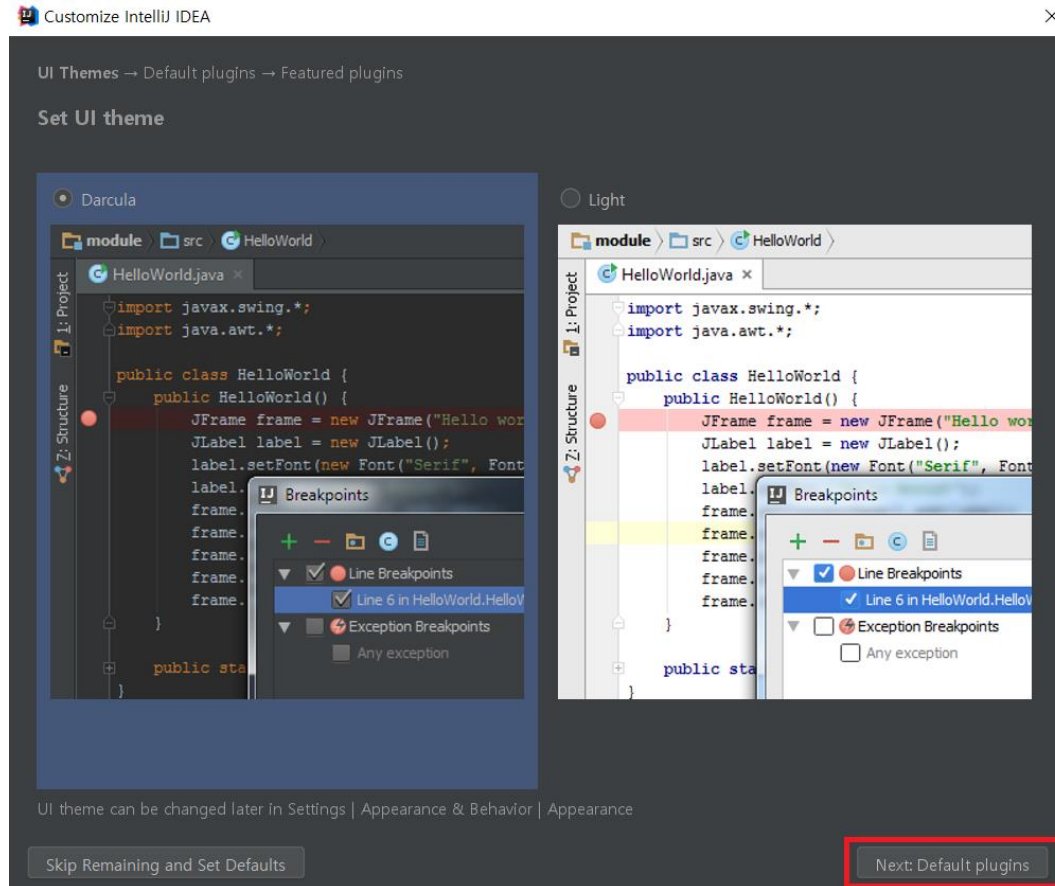 Customize IntelliJ IDEA
UI Themes → Default plugins → Featured plugins
Set UI theme
Darcula
module src HelloWorld
HelloWorld.java ×
1: Project
Z: Structure
import javax.swing.*;
import java.awt.*;
public class HelloWorld {
public HelloWorld() {
JFrame frame = new JFrame("Hello wor
JLabel label = new JLabel();
label.setFont(new Font("Serif", Font
label.
frame.
frame.
frame.
frame.
frame.
}
public sta
}
Breakpoints
Line Breakpoints
Line 6 in HelloWorld.HelloW
Exception Breakpoints
Any exception
Light
module src HelloWorld
HelloWorld.java ×
1: Project
Z: Structure
import javax.swing.*;
import java.awt.*;
public class HelloWorld {
public HelloWorld() {
JFrame frame = new JFrame("Hello wor
JLabel label = new JLabel();
label.setFont(new Font("Serif", Font
label.
frame.
frame.
frame.
frame.
frame.
}
public sta
}
Breakpoints
Line Breakpoints
Line 6 in HelloWorld.HelloW
Exception Breakpoints
Any exception
UI theme can be changed later in Settings | Appearance & Behavior | Appearance
Skip Remaining and Set Defaults
Next: Default plugins